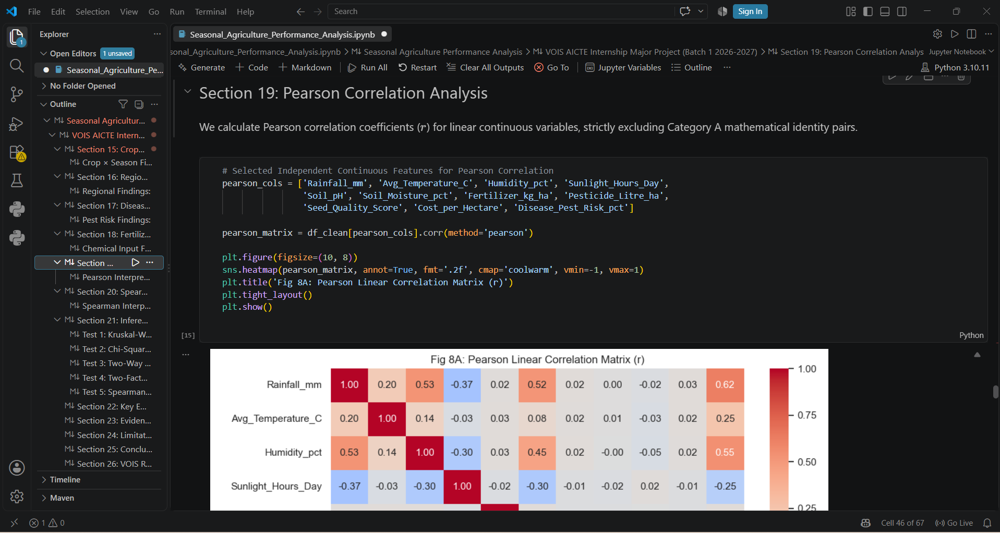 File Edit Selection View Go Run Terminal Help
Search
Sign In
Explorer
Open Editors 1 unsaved
Seasonal_Agriculture_Pe...
No Folder Opened
Outline
Seasonal Agricultur...
VOIS AICTE Intern...
Section 15: Crop...
Crop × Season Fi...
Section 16: Regio...
Regional Findings:
Section 17: Diseas...
Pest Risk Findings:
Section 18: Fertiliz...
Chemical Input F...
Section ...
Pearson Interpre...
Section 20: Spear...
Spearman Interp...
Section 21: Infere...
Test 1: Kruskal-W...
Test 2: Chi-Squar...
Test 3: Two-Way ...
Test 4: Two-Fact...
Test 5: Spearman...
Section 22: Key E...
Section 23: Eviden...
Section 24: Limitat...
Section 25: Conclu...
Section 26: VOIS R...
Timeline
Maven
Seasonal_Agriculture_Performance_Analysis.ipynb
sonal_Agriculture_Performance_Analysis.ipynb > Seasonal Agriculture Performance Analysis > VOIS AICTE Internship Major Project (Batch 1 2026-2027) > Section 19: Pearson Correlation Analys Jupyter Notebook
Generate + Code + Markdown Run All Restart Clear All Outputs Go To Jupyter Variables Outline ... Python 3.10.11
Section 19: Pearson Correlation Analysis
We calculate Pearson correlation coefficients (r) for linear continuous variables, strictly excluding Category A mathematical identity pairs.
# Selected Independent Continuous Features for Pearson Correlation
pearson_cols = ['Rainfall_mm', 'Avg_Temperature_C', 'Humidity_pct', 'Sunlight_Hours_Day',
'Soil_pH', 'Soil_Moisture_pct', 'Fertilizer_kg_ha', 'Pesticide_Litre_ha',
'Seed_Quality_Score', 'Cost_per_Hectare', 'Disease_Pest_Risk_pct']
pearson_matrix = df_clean[pearson_cols].corr(method='pearson')
plt.figure(figsize=(10, 8))
sns.heatmap(pearson_matrix, annot=True, fmt='.2f', cmap='coolwarm', vmin=-1, vmax=1)
plt.title('Fig 8A: Pearson Linear Correlation Matrix (r)')
plt.tight_layout()
plt.show()
[15] Python
Fig 8A: Pearson Linear Correlation Matrix (r)
Rainfall_mm 1.00 0.20 0.53 -0.37 0.02 0.52 0.02 0.00 -0.02 0.03 0.62
Avg_Temperature_C 0.20 1.00 0.14 -0.03 0.03 0.08 0.02 0.01 -0.03 0.02 0.25
Humidity_pct 0.53 0.14 1.00 -0.30 0.03 0.45 0.02 -0.00 -0.05 0.02 0.55
Sunlight_Hours_Day -0.37 -0.03 -0.30 1.00 -0.02 -0.30 -0.01 -0.02 0.02 -0.01 -0.25
1.00
0.75
0.50
0.25
1 0 Cell 46 of 67 Go Live